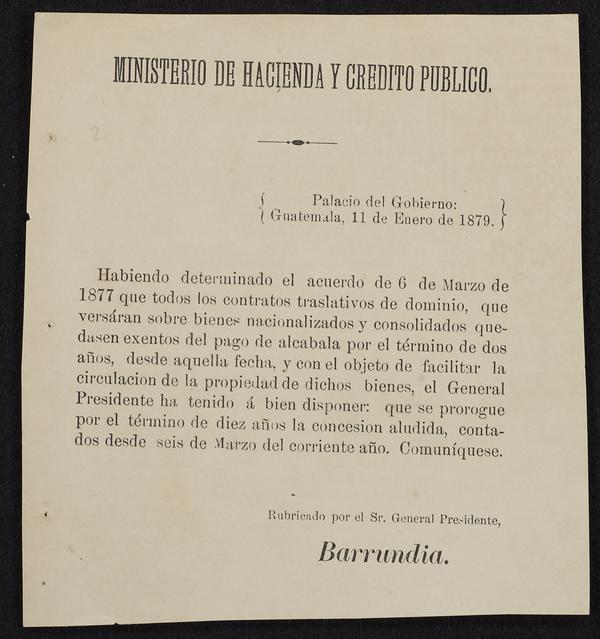 MINISTERIO DE HACIENDA Y CREDITO PUBLICO.
2
Palacio del Gobierno:
Guatemala, 11 de Enero de 1879.
Habiendo determinado el acuerdo de 6 de Marzo de
1877 que todos los contratos traslativos de dominio, que
versáran sobre bienes nacionalizados y consolidados que-
dasen exentos del pago de alcabala por el término de dos
años, desde aquella fecha, y con el objeto de facilitar la
circulacion de la propiedad de dichos bienes, el General
Presidente ha tenido á bien disponer: que se prorogue
por el término de diez años la concesion aludida, conta-
dos desde seis de Marzo del corriente año. Comuníquese.
Rubricado por el Sr. General Presidente,
Barrundia.